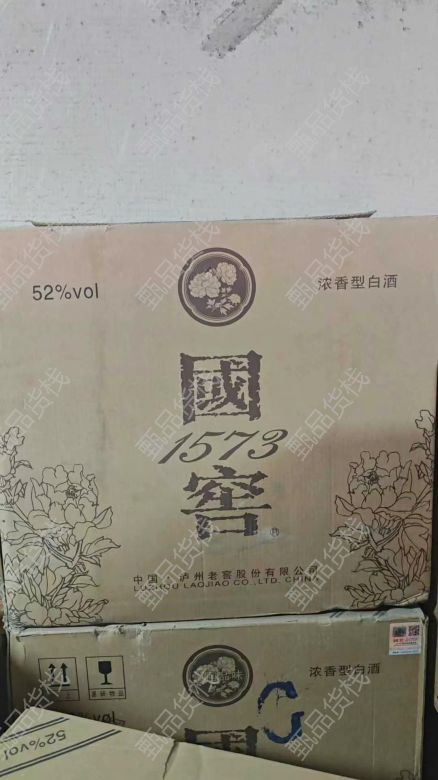 52%vol
浓香型白酒
國
1573
窖
中国·泸州老窖股份有限公司
LUZHOU LAOJIAO CO.,LTD. CHINA
浓香型白酒
國
52%vol
甄品货栈